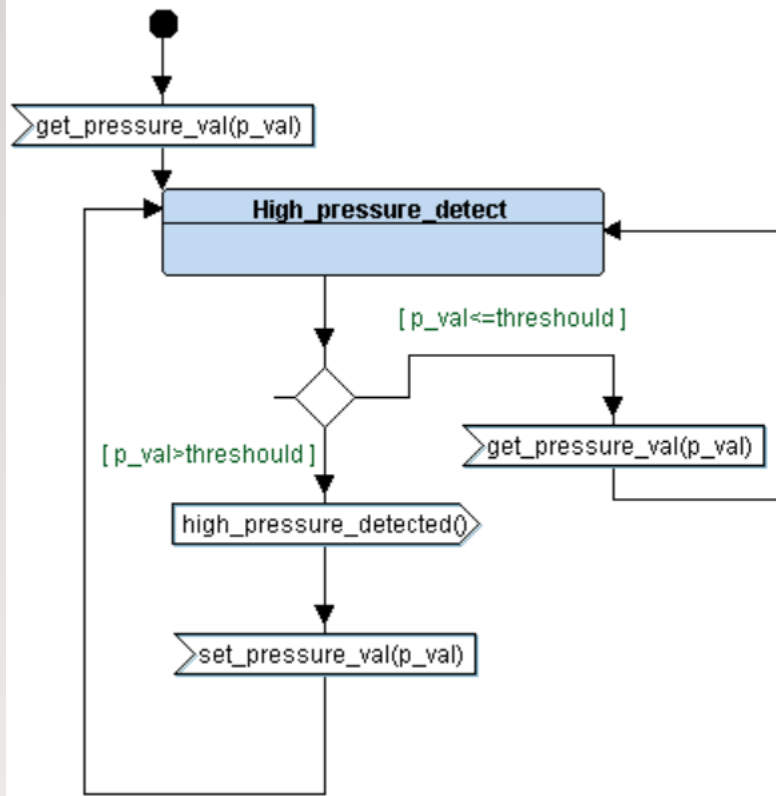 get_pressure_val(p_val)
High_pressure_detect
[ p_val<=threshould ]
[ p_val>threshould ]
get_pressure_val(p_val)
high_pressure_detected()
set_pressure_val(p_val)